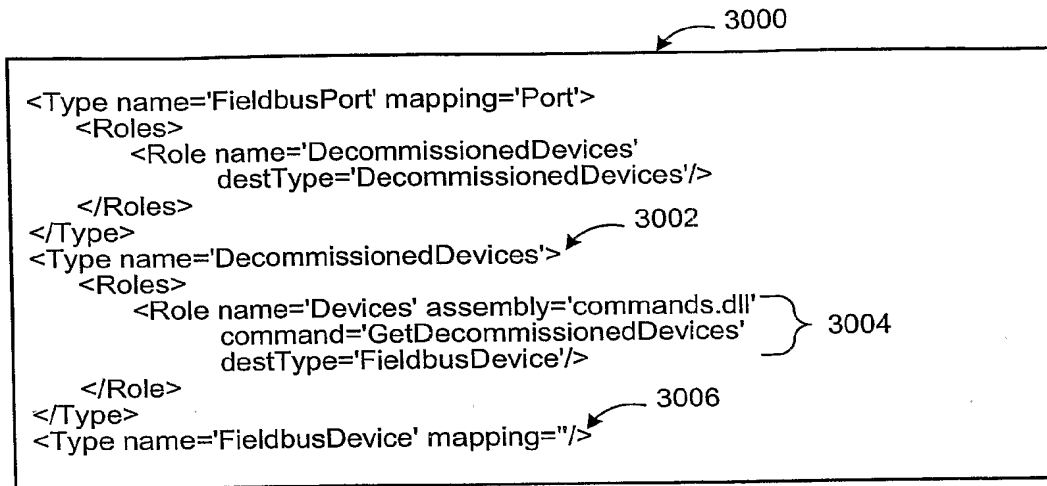 3000
<Type name='FieldbusPort' mapping='Port'>
<Roles>
<Role name='DecommissionedDevices'
destType='DecommissionedDevices'/>
</Roles>
</Type>
3002
<Type name='DecommissionedDevices'>
<Roles>
<Role name='Devices' assembly='commands.dll'
command='GetDecommissionedDevices'
3004
destType='FieldbusDevice'/>
</Role>
</Type>
3006
<Type name='FieldbusDevice' mapping=''/>